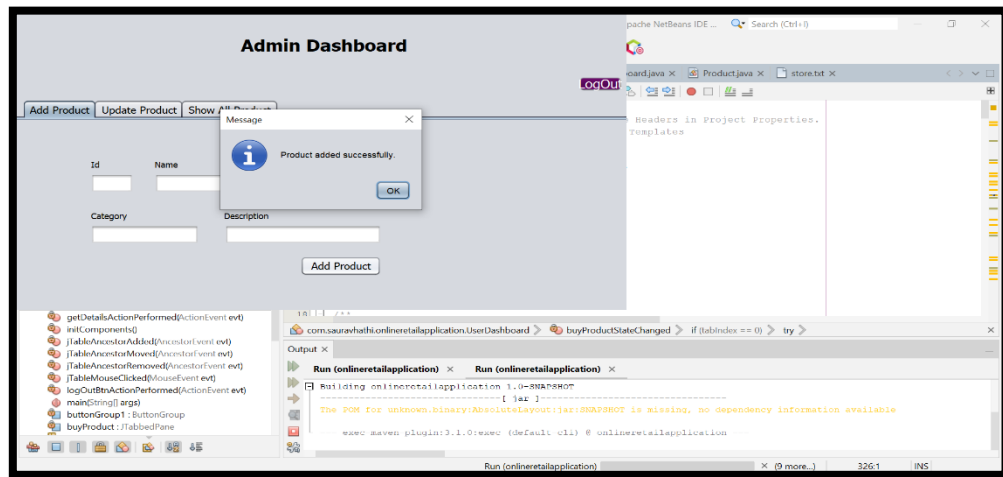 Admin Dashboard
LogOut
Add Product
Update Product
Show All Product
Message
Product added successfully.
OK
Id
Name
Category
Description
Add Product
pache NetBeans IDE ...
Search (Ctrl+I)
oard.java
Product.java
store.txt
Headers in Project Properties.
Templates
/**
getDetailsActionPerformed(ActionEvent evt)
initComponents()
jTableAncestorAdded(AncestorEvent evt)
jTableAncestorMoved(AncestorEvent evt)
jTableAncestorRemoved(AncestorEvent evt)
jTableMouseClicked(MouseEvent evt)
logOutBtnActionPerformed(ActionEvent evt)
main(String[] args)
buttonGroup1 : ButtonGroup
buyProduct : JTabbedPane
com.sauravhathi.onlineretailapplication.UserDashboard
buyProductStateChanged
if (tabIndex == 0)
try
Output
Run (onlineretailapplication)
Run (onlineretailapplication)
Building onlineretailapplication 1.0-SNAPSHOT
--------------------------------[ jar ]---------------------------------
The POM for unknown.binary:AbsoluteLayout:jar:SNAPSHOT is missing, no dependency information available
exec-maven-plugin:3.1.0:exec (default-cli) @ onlineretailapplication
Run (onlineretailapplication)
(9 more...)
326:1
INS